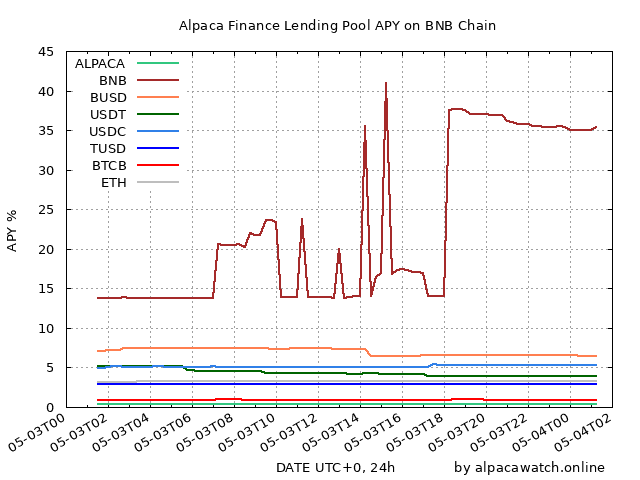 Alpaca Finance Lending Pool APY on BNB Chain
45
40
35
30
25
20
15
10
5
0
APY %
ALPACA
BNB
BUSD
USDT
USDC
TUSD
BTCB
ETH
05-03T00
05-03T02
05-03T04
05-03T06
05-03T08
05-03T10
05-03T12
05-03T14
05-03T16
05-03T18
05-03T20
05-03T22
05-04T00
05-04T02
DATE UTC+0, 24h
by alpacawatch.online